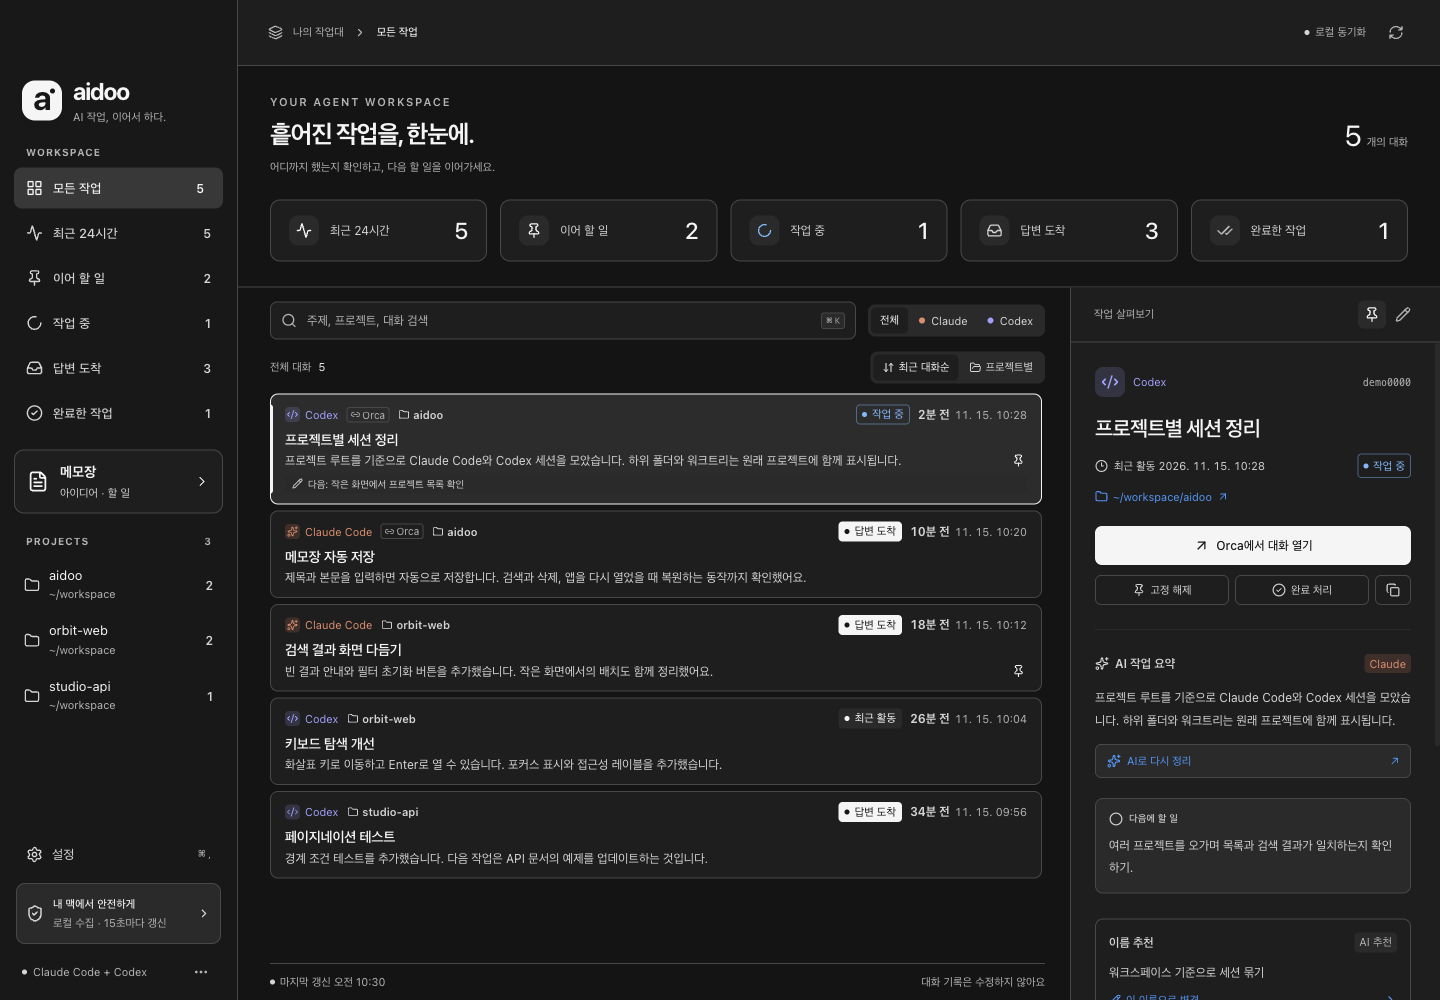 aidoo
AI 작업, 이어서 하다.
WORKSPACE
모든 작업 5
최근 24시간 5
이어 할 일 2
작업 중 1
답변 도착 3
완료한 작업 1
메모장
아이디어 · 할 일
PROJECTS 3
aidoo
~/workspace
2
orbit-web
~/workspace
2
studio-api
~/workspace
1
설정 ⌘ ,
내 맥에서 안전하게
로컬 수집 · 15초마다 갱신
Claude Code + Codex
나의 작업대 > 모든 작업
로컬 동기화
YOUR AGENT WORKSPACE
흩어진 작업을, 한눈에.
어디까지 했는지 확인하고, 다음 할 일을 이어가세요.
5 개의 대화
최근 24시간 5
이어 할 일 2
작업 중 1
답변 도착 3
완료한 작업 1
주제, 프로젝트, 대화 검색 ⌘ K
전체 Claude Codex
전체 대화 5
최근 대화순 프로젝트별
Codex Orca aidoo 작업 중 2분 전 11. 15. 10:28
프로젝트별 세션 정리
프로젝트 루트를 기준으로 Claude Code와 Codex 세션을 모았습니다. 하위 폴더와 워크트리는 원래 프로젝트에 함께 표시됩니다.
다음: 작은 화면에서 프로젝트 목록 확인
Claude Code Orca aidoo 답변 도착 10분 전 11. 15. 10:20
메모장 자동 저장
제목과 본문을 입력하면 자동으로 저장합니다. 검색과 삭제, 앱을 다시 열었을 때 복원하는 동작까지 확인했어요.
Claude Code orbit-web 답변 도착 18분 전 11. 15. 10:12
검색 결과 화면 다듬기
빈 결과 안내와 필터 초기화 버튼을 추가했습니다. 작은 화면에서의 배치도 함께 정리했어요.
Codex orbit-web 최근 활동 26분 전 11. 15. 10:04
키보드 탐색 개선
화살표 키로 이동하고 Enter로 열 수 있습니다. 포커스 표시와 접근성 레이블을 추가했습니다.
Codex studio-api 답변 도착 34분 전 11. 15. 09:56
페이지네이션 테스트
경계 조건 테스트를 추가했습니다. 다음 작업은 API 문서의 예제를 업데이트하는 것입니다.
마지막 갱신 오전 10:30
대화 기록은 수정하지 않아요
작업 살펴보기
Codex demo0000
프로젝트별 세션 정리
최근 활동 2026. 11. 15. 10:28 작업 중
~/workspace/aidoo
Orca에서 대화 열기
고정 해제 완료 처리
AI 작업 요약 Claude
프로젝트 루트를 기준으로 Claude Code와 Codex 세션을 모았습
니다. 하위 폴더와 워크트리는 원래 프로젝트에 함께 표시됩니다.
AI로 다시 정리
다음에 할 일
여러 프로젝트를 오가며 목록과 검색 결과가 일치하는지 확인
하기.
이름 추천 AI 추천
워크스페이스 기준으로 세션 묶기
이 이름으로 변경